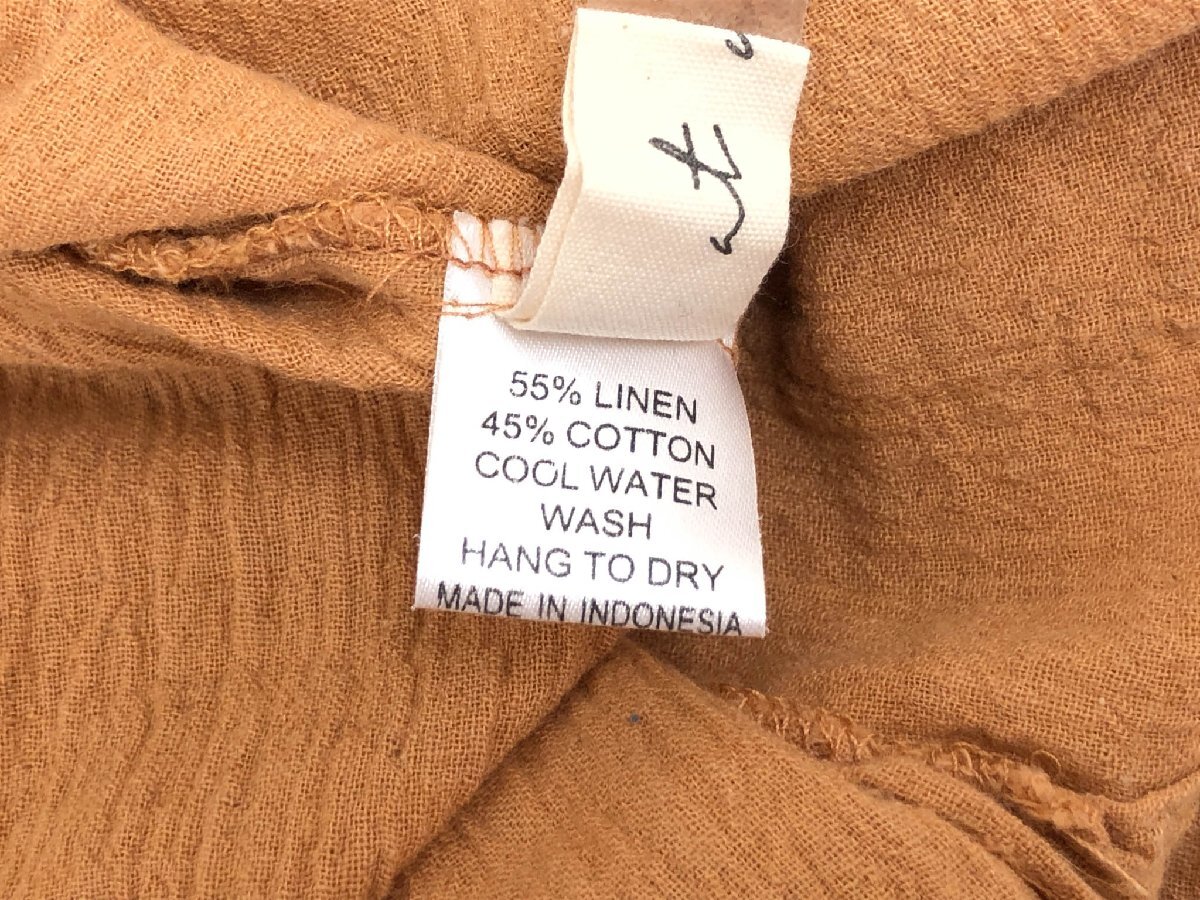 55% LINEN
45% COTTON
COOL WATER
WASH
HANG TO DRY
MADE IN INDONESIA